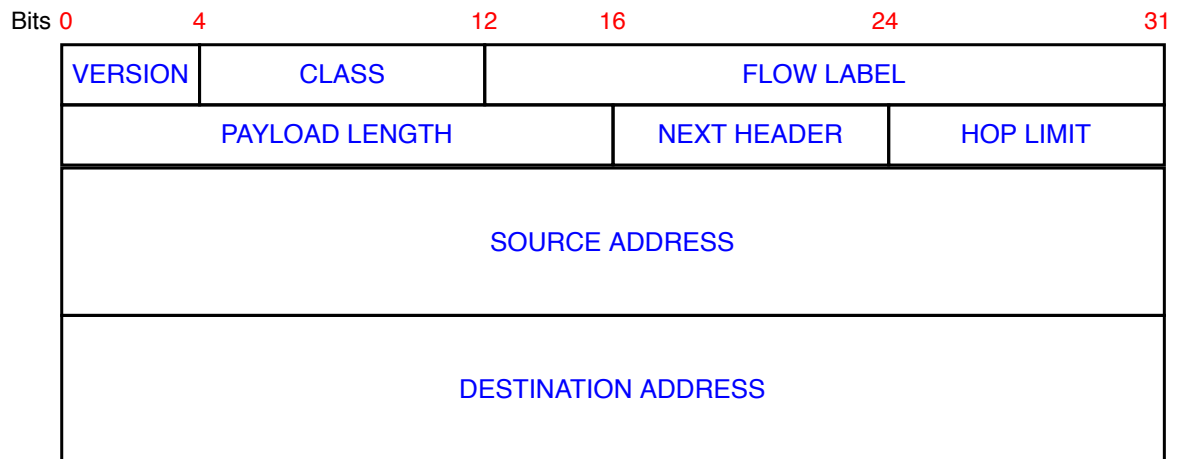 Bits 0 4 12 16 24 31
VERSION CLASS FLOW LABEL
PAYLOAD LENGTH NEXT HEADER HOP LIMIT
SOURCE ADDRESS
DESTINATION ADDRESS